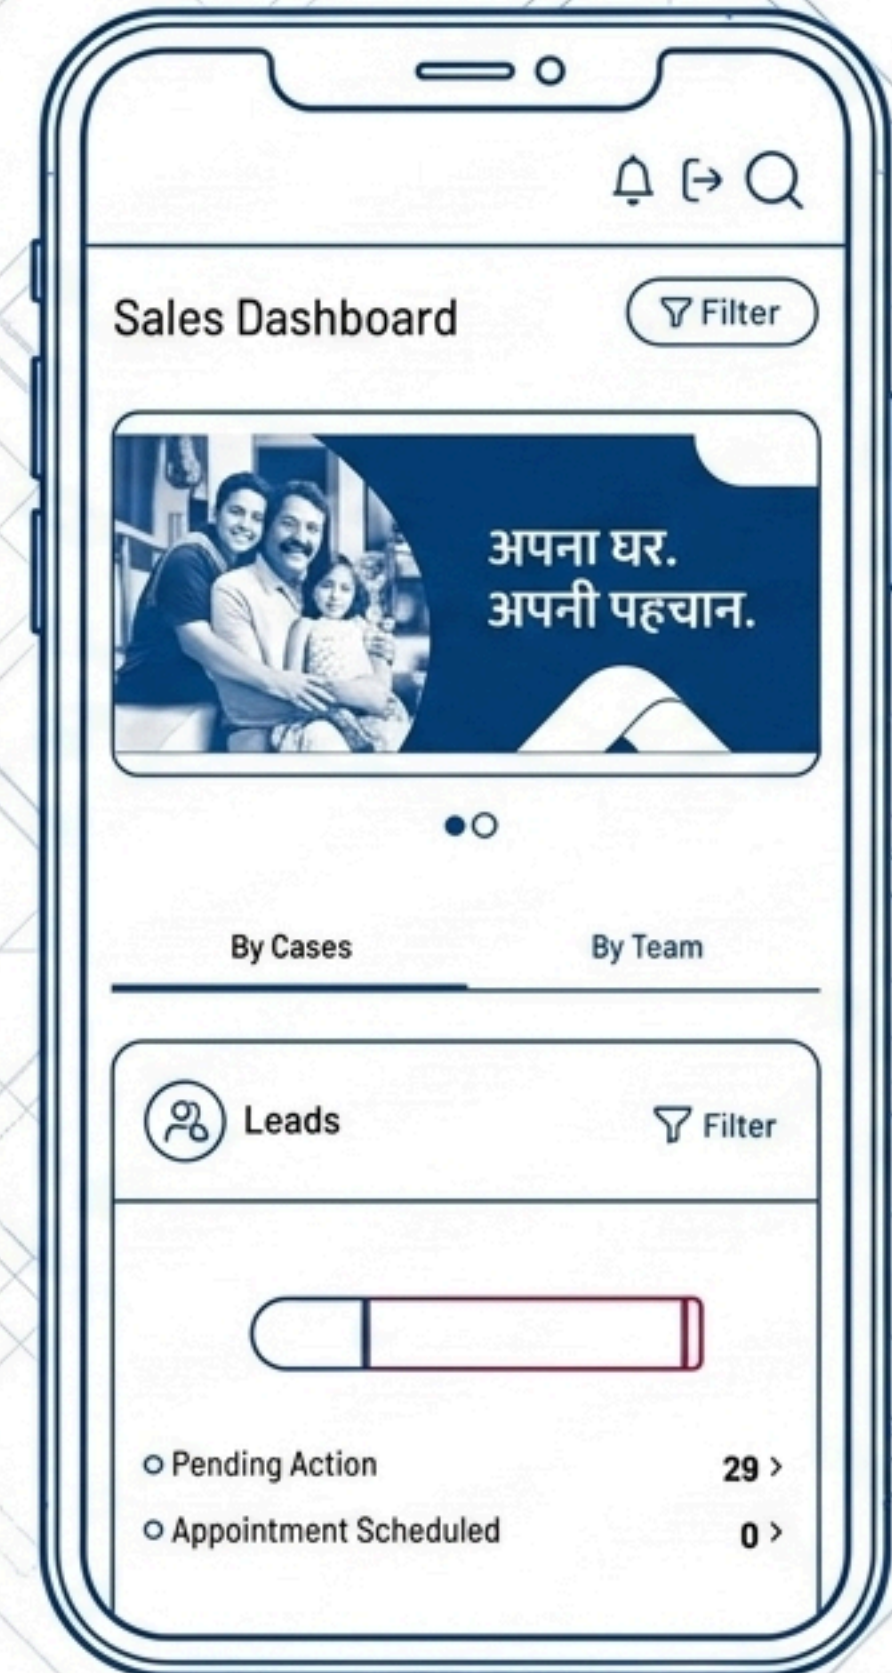 Sales Dashboard
Filter
अपना घर.
अपनी पहचान.
By Cases
By Team
Leads
Filter
Pending Action 29 >
Appointment Scheduled 0 >